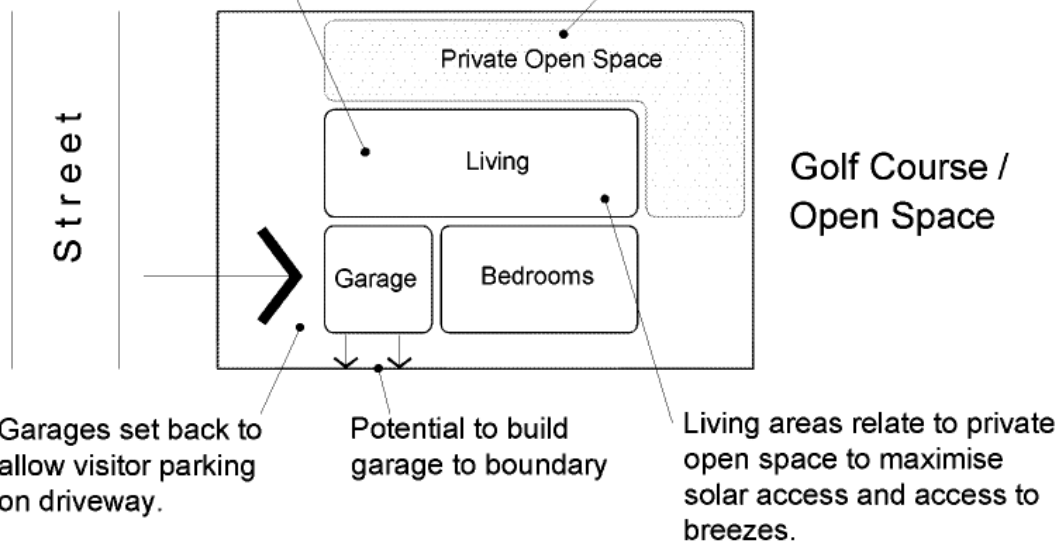 Private Open Space
Street
Living
Golf Course /
Open Space
Garage
Bedrooms
Garages set back to
allow visitor parking
on driveway.
Potential to build
garage to boundary
Living areas relate to private
open space to maximise
solar access and access to
breezes.